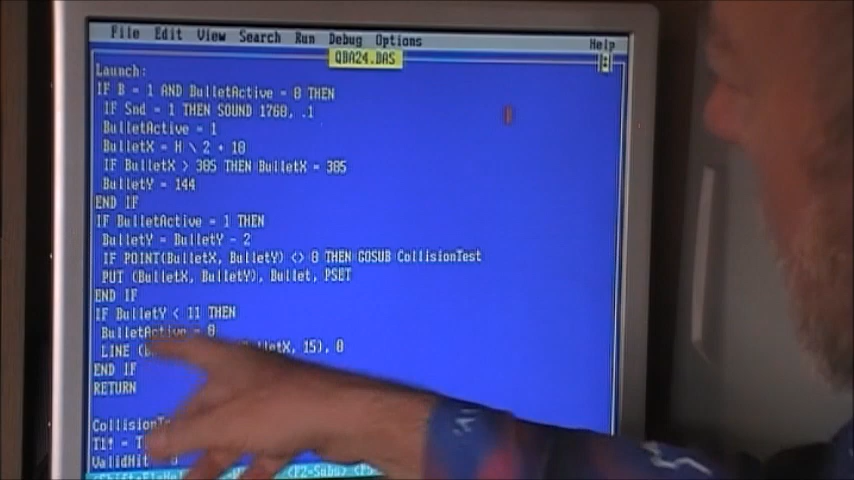 File Edit View Search Run Debug Options Help
QBA24.BAS
Launch:
IF B = 1 AND BulletActive = 0 THEN
IF Snd = 1 THEN SOUND 1760, .1
BulletActive = 1
BulletX = H \ 2 + 10
IF BulletX > 305 THEN BulletX = 305
BulletY = 144
END IF
IF BulletActive = 1 THEN
BulletY = BulletY - 2
IF POINT(BulletX, BulletY) <> 0 THEN GOSUB CollisionTest
PUT (BulletX, BulletY), Bullet, PSET
END IF
IF BulletY < 11 THEN
BulletActive = 0
LINE ( BulletX, 15), 0
END IF
RETURN
ValidHit